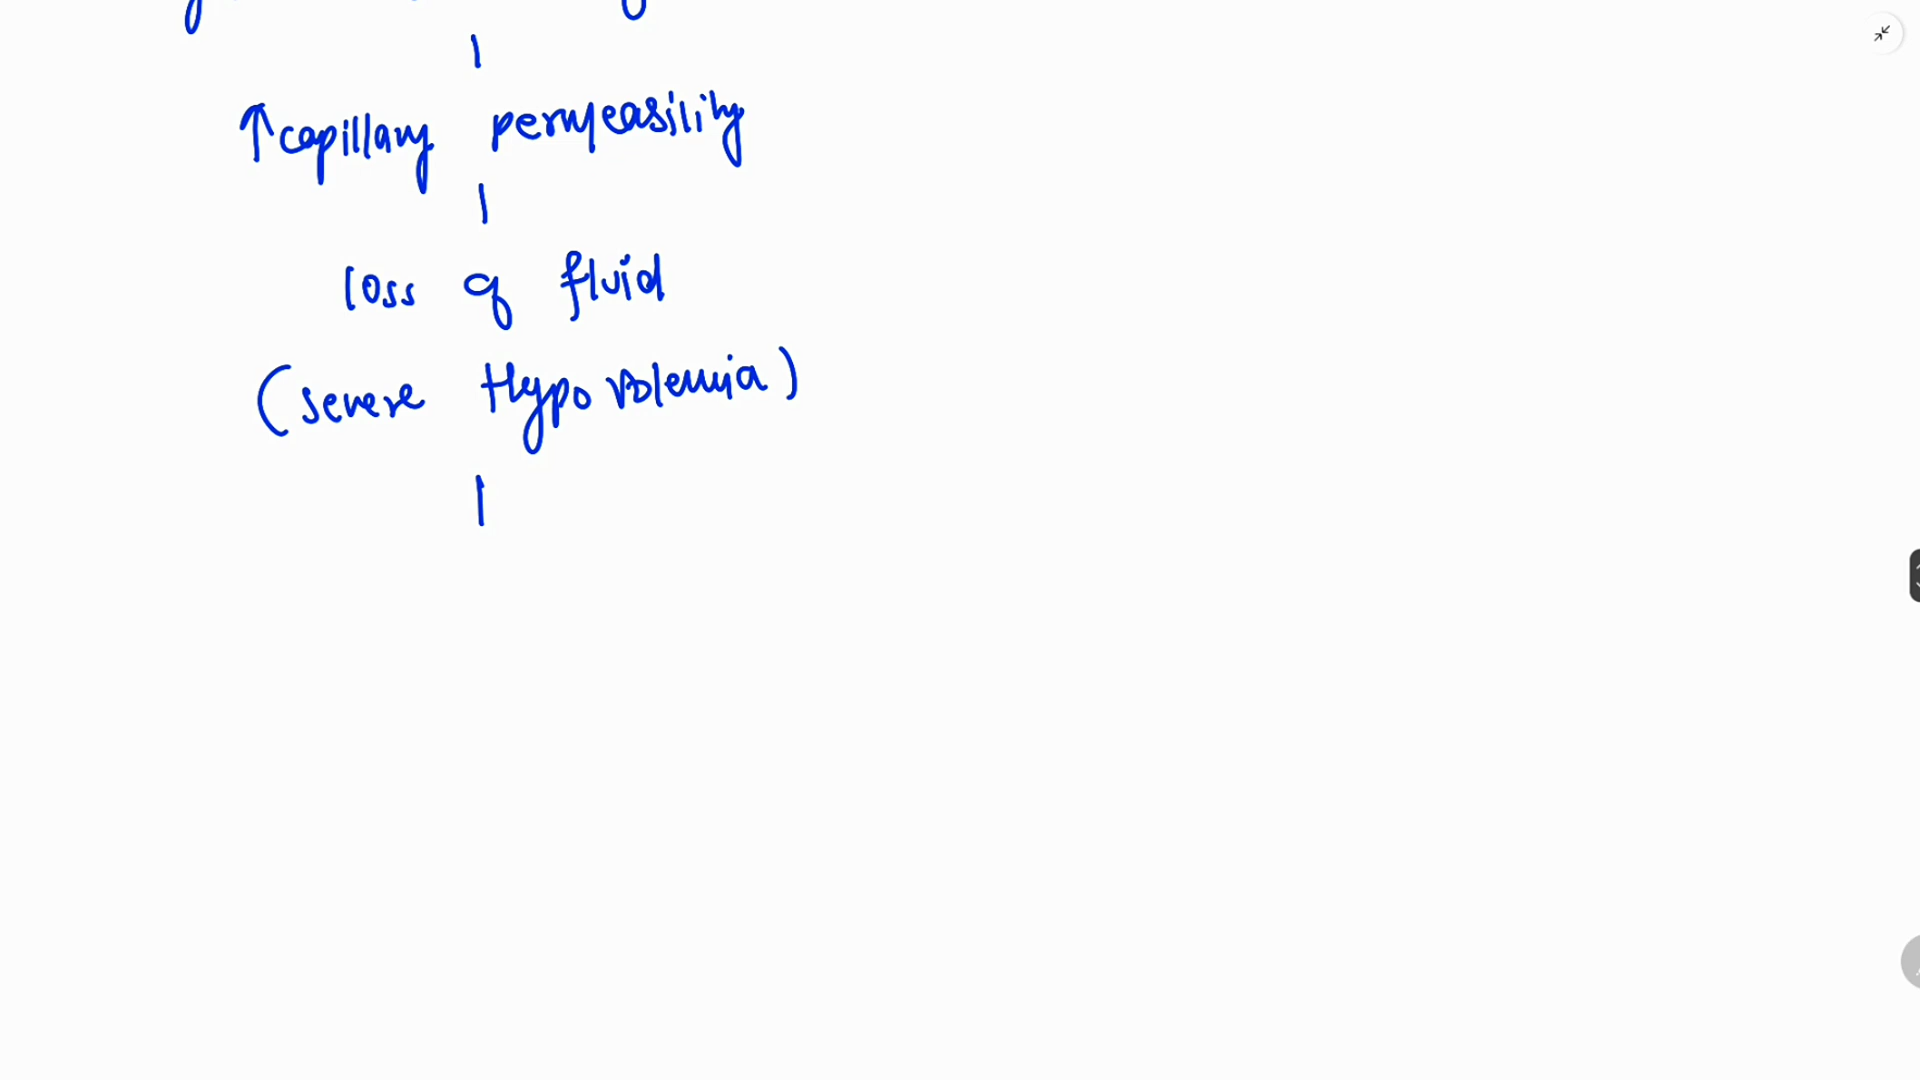 ↑capillary permeability
loss of fluid
(severe Hypovolemia)